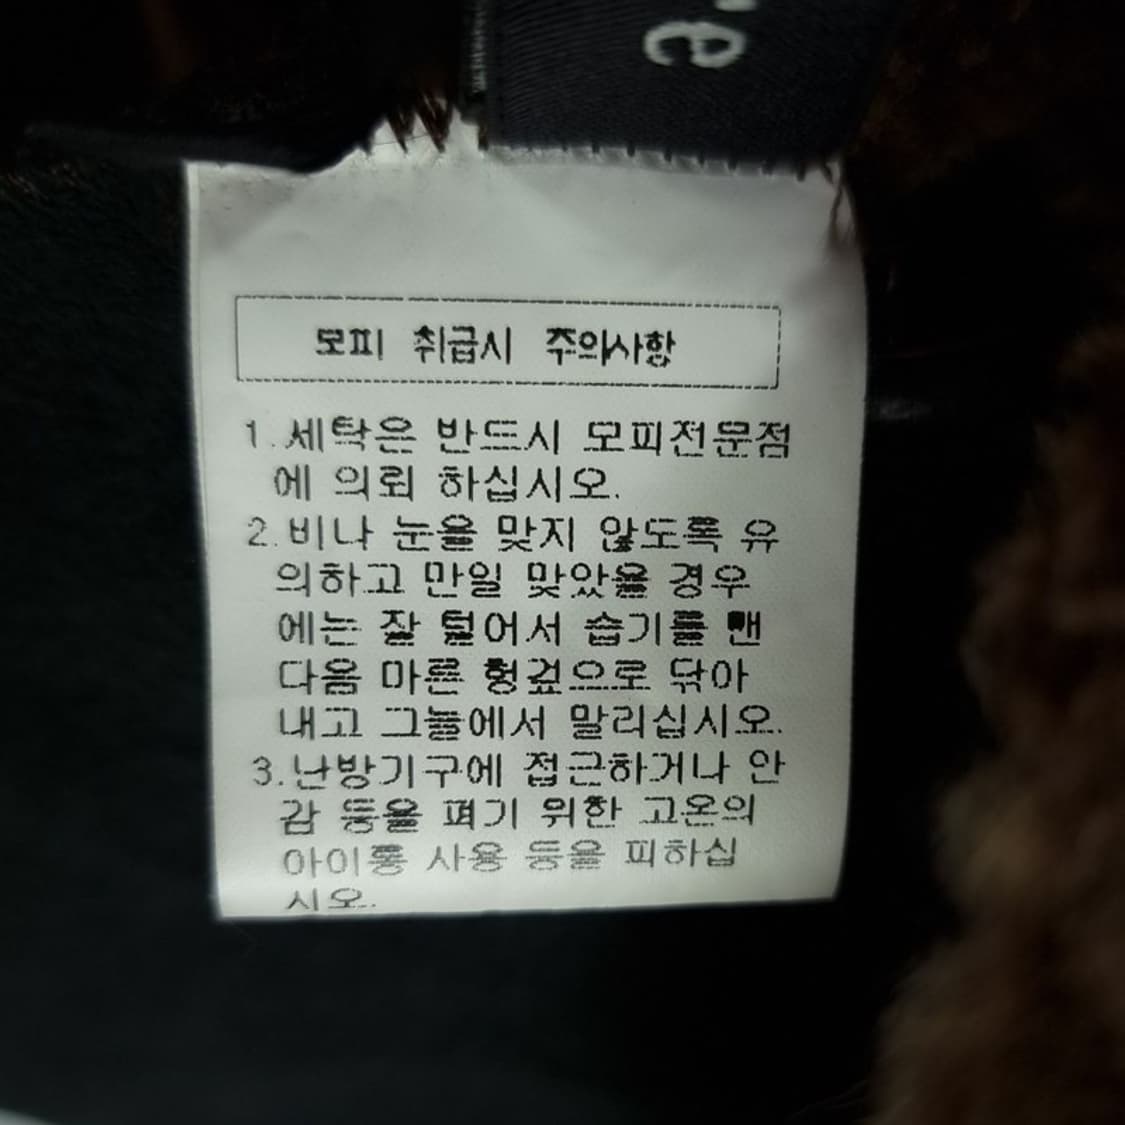 e
모피 취급시 주의사항
1. 세탁은 반드시 모피전문점
에 의뢰 하십시오.
2. 비나 눈을 맞지 않도록 유
의하고 만일 맞았을 경우
에는 잘 털어서 습기를 뺀
다음 마른 헝겊으로 닦아
내고 그늘에서 말리십시오.
3. 난방기구에 접근하거나 안
감 등을 펴기 위한 고온의
아이롱 사용 등을 피하십
시오.